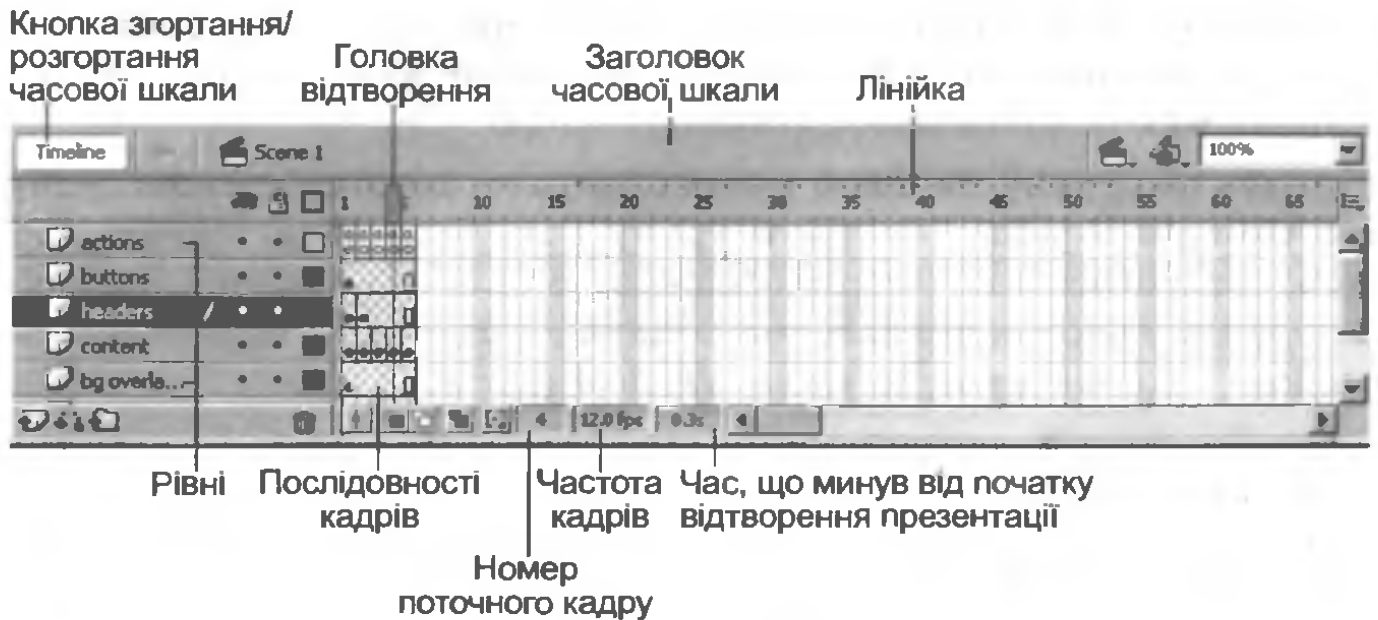 Кнопка згортання/
розгортання
часової шкали
Головка
відтворення
Заголовок
часової шкали
Лінійка
Timeline
Scene 1
100%
1 5 10 15 20 25 30 35 40 45 50 55 60 65
actions
buttons
headers
content
bg overla...
4 12.0 fps 0.3s
Рівні
Послідовності
кадрів
Частота
кадрів
Час, що минув від початку
відтворення презентації
Номер
поточного кадру